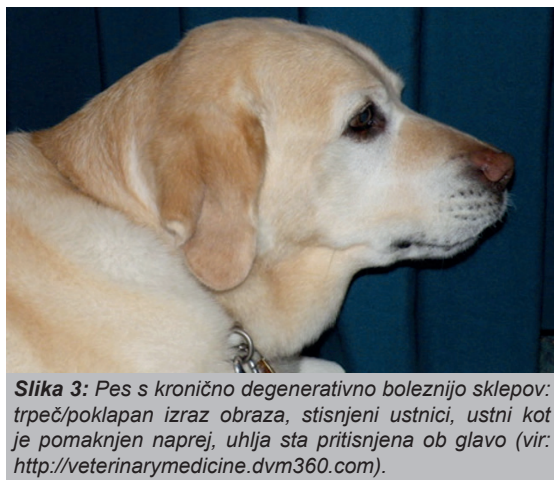 Slika 3: Pes s kronično degenerativno boleznijo sklepov:
trpeč/poklapan izraz obraza, stisnjeni ustnici, ustni kot
je pomaknjen naprej, uhlja sta pritisnjena ob glavo (vir:
http://veterinarymedicine.dvm360.com).